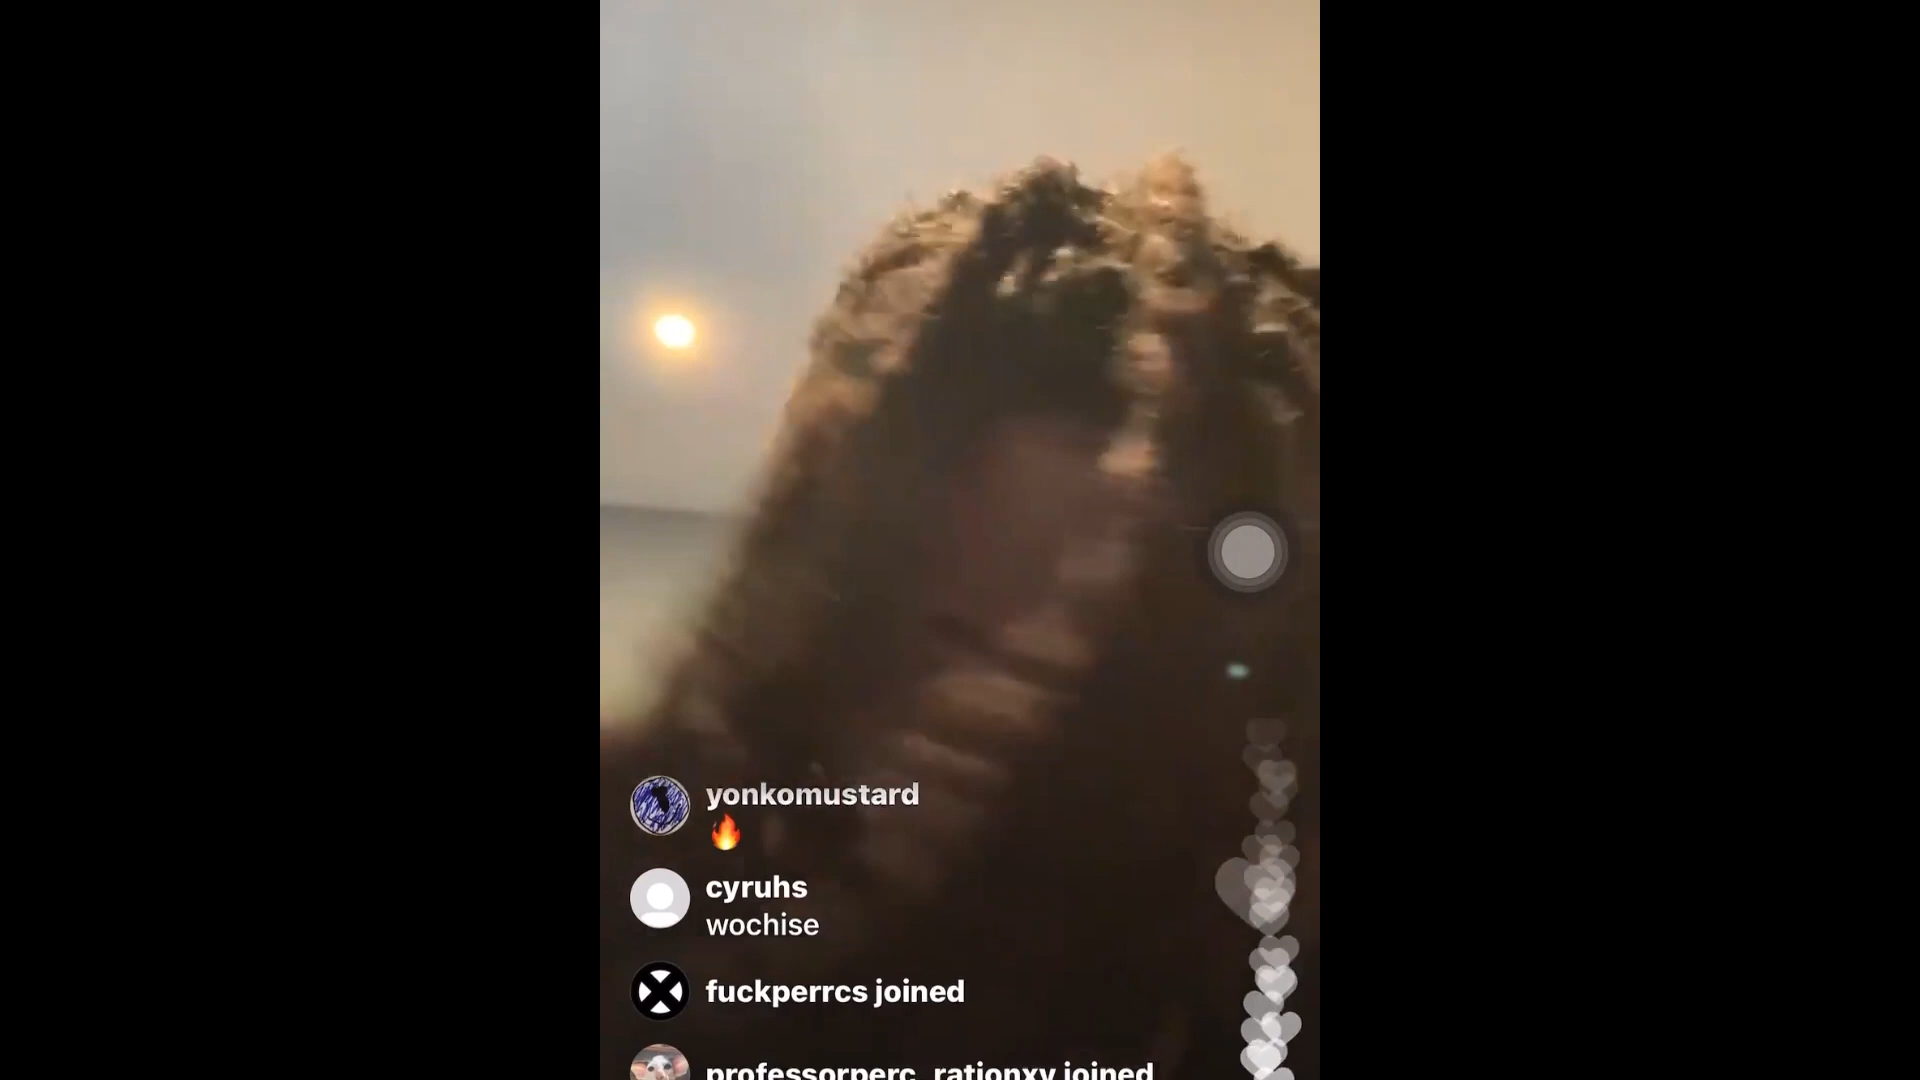 yonkomustard
🔥
cyruhs
wochise
fuckperrcs joined
professorperc_rationxy joined